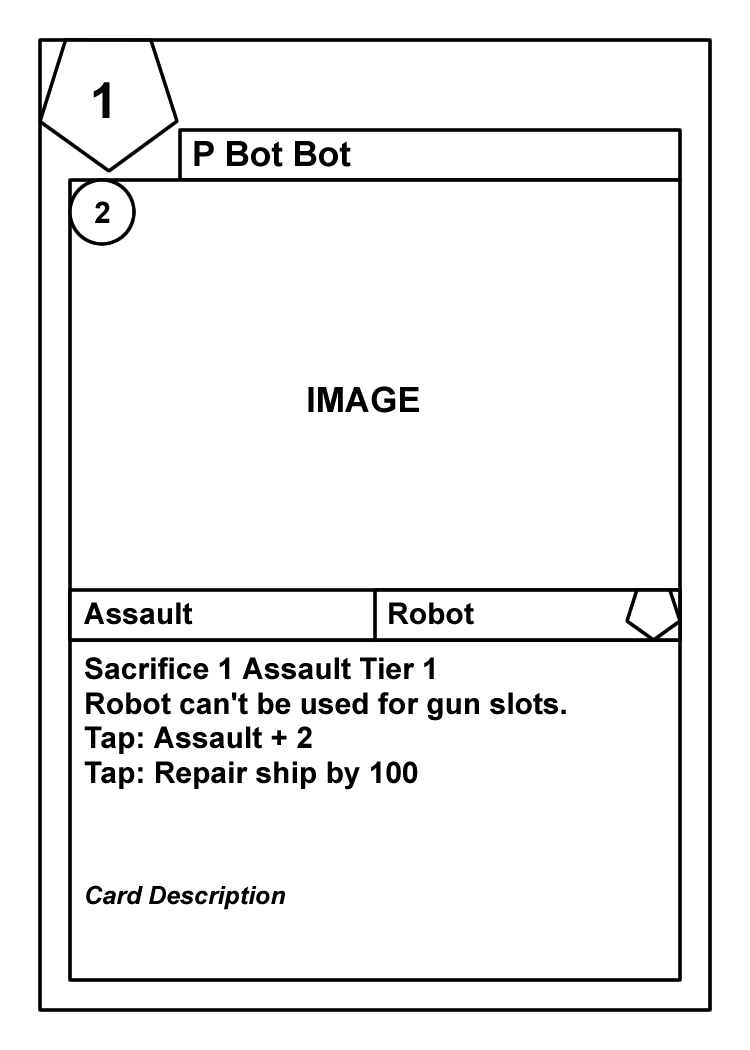 1
P Bot Bot
2
IMAGE
Assault
Robot
Sacrifice 1 Assault Tier 1
Robot can't be used for gun slots.
Tap: Assault + 2
Tap: Repair ship by 100
Card Description